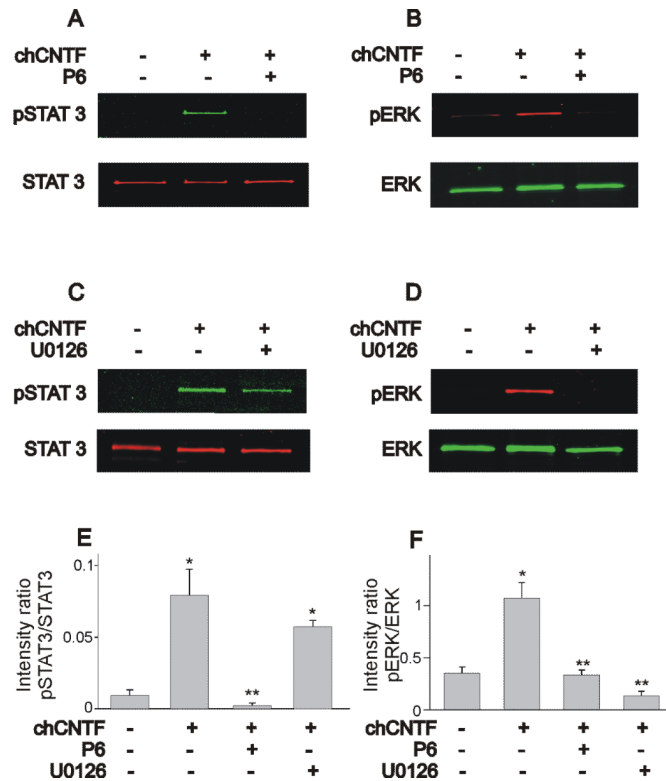 A
chCNTF - + +
P6 - - +
pSTAT 3
STAT 3
B
chCNTF - + +
P6 - - +
pERK
ERK
C
chCNTF - + +
U0126 - - +
pSTAT 3
STAT 3
D
chCNTF - + +
U0126 - - +
pERK
ERK
E
Intensity ratio
pSTAT3/STAT3
0.1
0.05
0
*
**
*
chCNTF - + + +
P6 - - + -
U0126 - - - +
F
Intensity ratio
pERK/ERK
1
0.5
0
*
**
**
chCNTF - + + +
P6 - - + -
U0126 - - - +